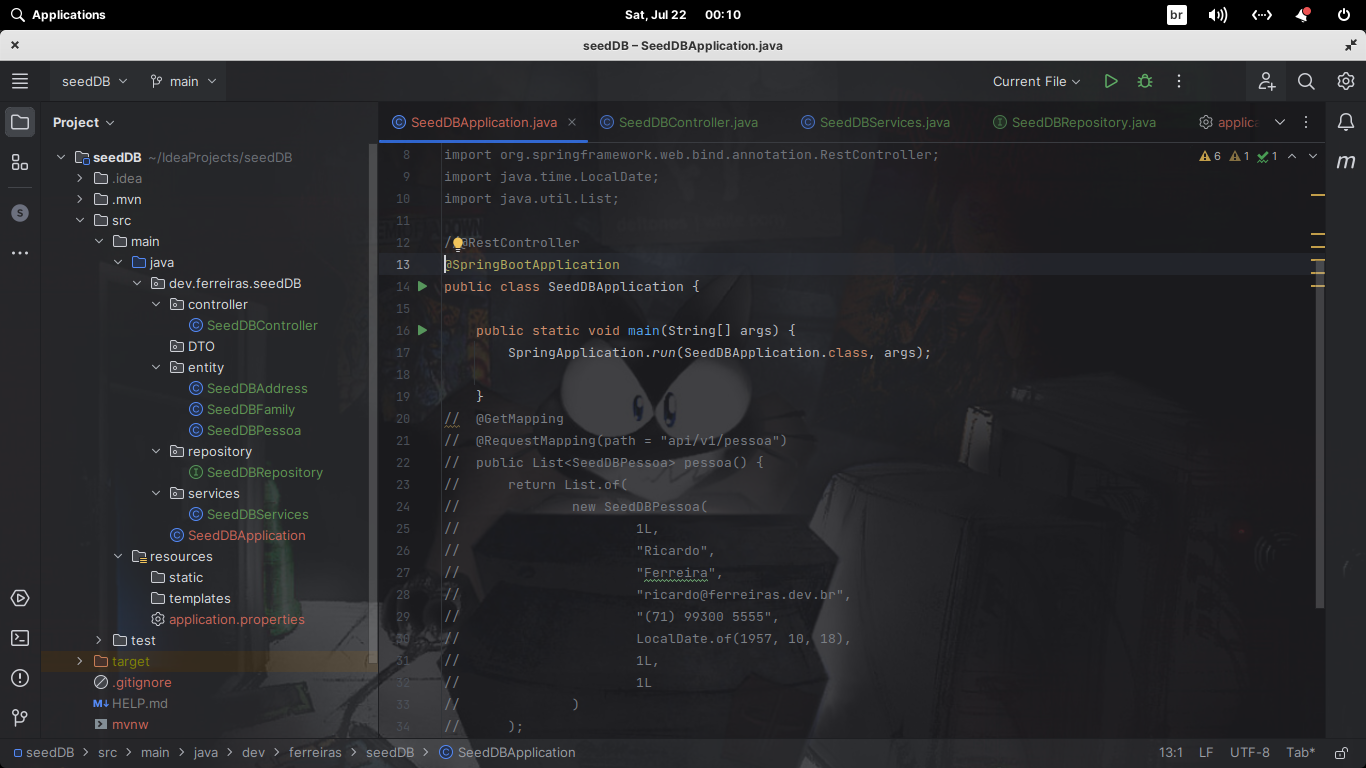 Applications
Sat, Jul 22 00:10
br
seedDB – SeedDBApplication.java
seedDB
main
Current File
Project
SeedDBApplication.java
SeedDBController.java
SeedDBServices.java
SeedDBRepository.java
applica
seedDB ~/IdeaProjects/seedDB
.idea
.mvn
src
main
java
dev.ferreiras.seedDB
controller
SeedDBController
DTO
entity
SeedDBAddress
SeedDBFamily
SeedDBPessoa
repository
SeedDBRepository
services
SeedDBServices
SeedDBApplication
resources
static
templates
application.properties
test
target
.gitignore
HELP.md
mvnw
S
m
6 1 1
8 import org.springframework.web.bind.annotation.RestController;
9 import java.time.LocalDate;
10 import java.util.List;
11
12 /@RestController
13 @SpringBootApplication
14 public class SeedDBApplication {
15
16 public static void main(String[] args) {
17 SpringApplication.run(SeedDBApplication.class, args);
18
19 }
20 // @GetMapping
21 // @RequestMapping(path = "api/v1/pessoa")
22 // public List<SeedDBPessoa> pessoa() {
23 // return List.of(
24 // new SeedDBPessoa(
25 // 1L,
26 // "Ricardo",
27 // "Ferreira",
28 // "ricardo@ferreiras.dev.br",
29 // "(71) 99300 5555",
30 // LocalDate.of(1957, 10, 18),
31 // 1L,
32 // 1L
33 // )
34 // );
seedDB > src > main > java > dev > ferreiras > seedDB > SeedDBApplication
13:1 LF UTF-8 Tab*